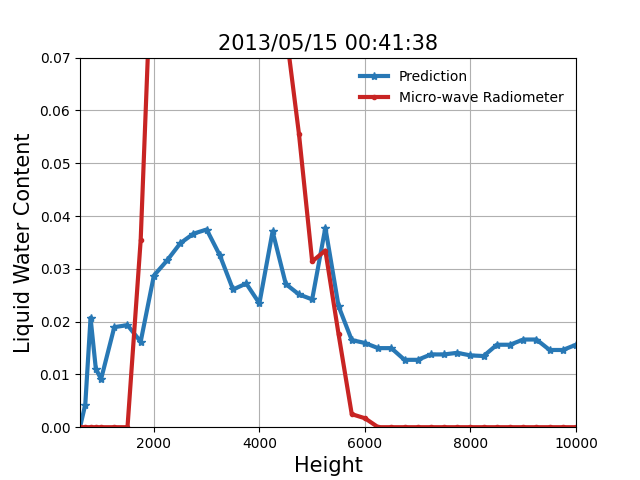 2013/05/15 00:41:38
0.07
0.06
0.05
0.04
0.03
0.02
0.01
0.00
Liquid Water Content
Prediction
Micro-wave Radiometer
2000 4000 6000 8000 10000
Height